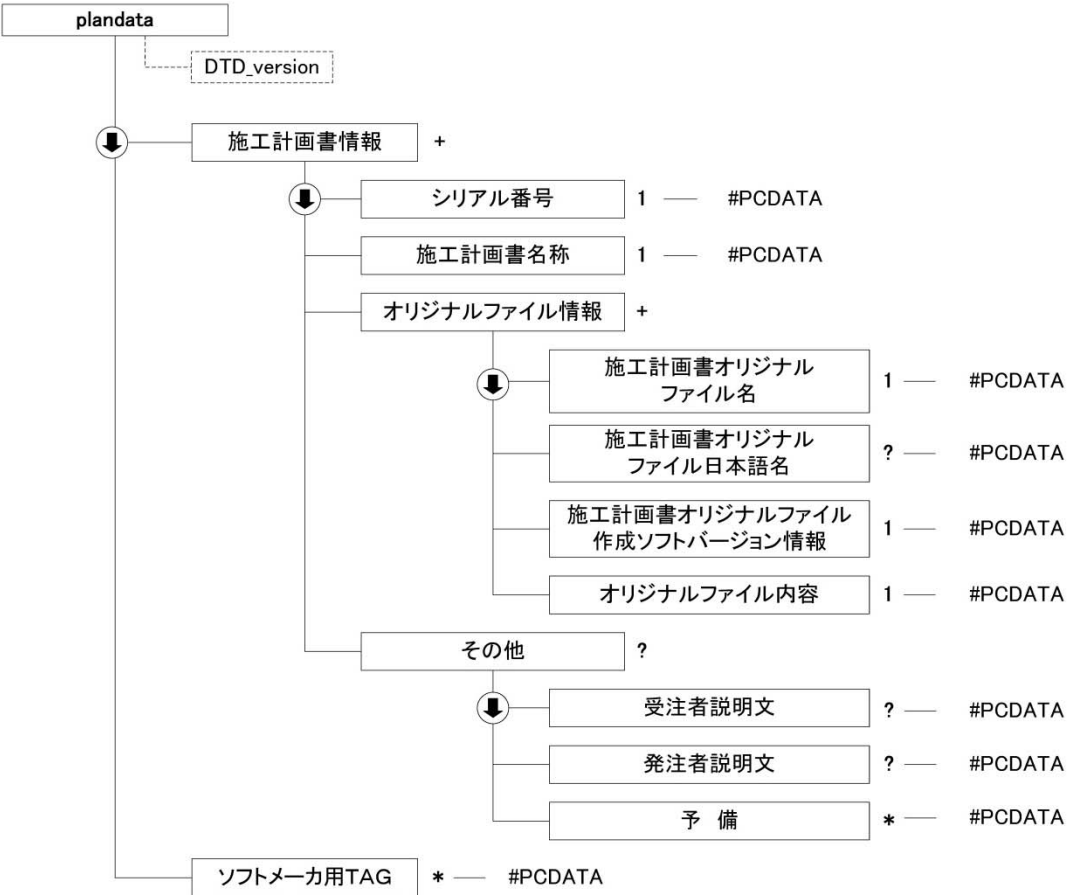 plandata
DTD_version
施工計画書情報 +
シリアル番号 1 #PCDATA
施工計画書名称 1 #PCDATA
オリジナルファイル情報 +
施工計画書オリジナル
ファイル名 1 #PCDATA
施工計画書オリジナル
ファイル日本語名 ? #PCDATA
施工計画書オリジナルファイル
作成ソフトバージョン情報 1 #PCDATA
オリジナルファイル内容 1 #PCDATA
その他 ?
受注者説明文 ? #PCDATA
発注者説明文 ? #PCDATA
予 備 * #PCDATA
ソフトメーカ用TAG * #PCDATA